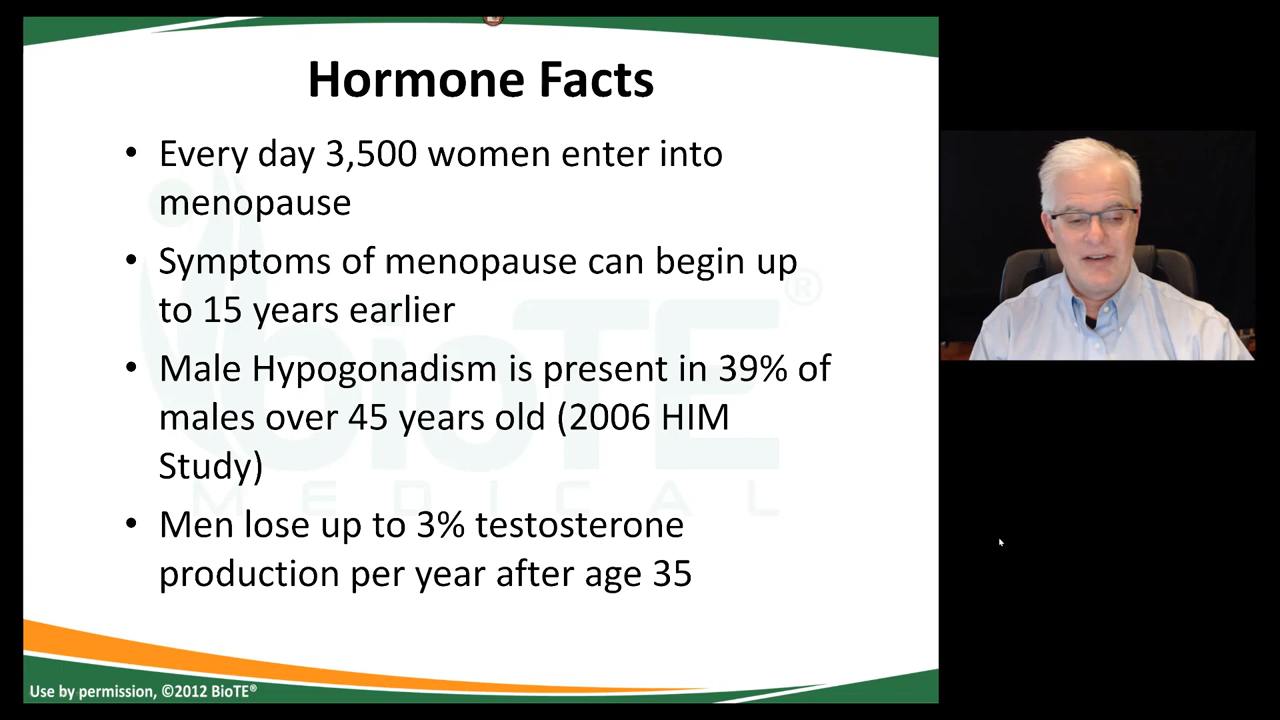 Hormone Facts
• Every day 3,500 women enter into
menopause
• Symptoms of menopause can begin up
to 15 years earlier
• Male Hypogonadism is present in 39% of
males over 45 years old (2006 HIM
Study)
• Men lose up to 3% testosterone
production per year after age 35
bioTE®
MEDICAL
Use by permission, ©2012 BioTE®